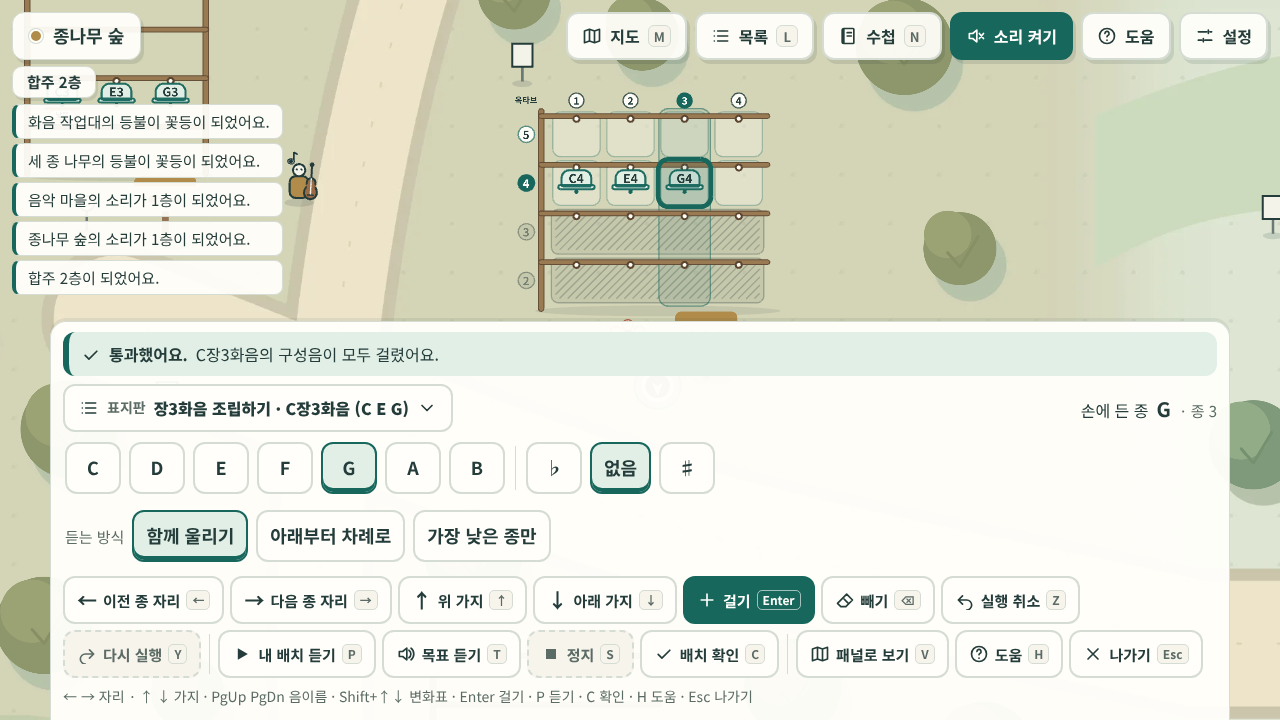 종나무 숲
지도 M
목록 L
수첩 N
소리 켜기
도움
설정
합주 2층
E3 G3
화음 작업대의 등불이 꽃등이 되었어요.
세 종 나무의 등불이 꽃등이 되었어요.
음악 마을의 소리가 1층이 되었어요.
종나무 숲의 소리가 1층이 되었어요.
합주 2층이 되었어요.
옥타브 1 2 3 4
5
4 C4 E4 G4
3
2
통과했어요. C장3화음의 구성음이 모두 걸렸어요.
표지판 장3화음 조립하기 · C장3화음 (C E G)
손에 든 종 G · 종 3
C D E F G A B ♭ 없음 ♯
듣는 방식 함께 울리기 아래부터 차례로 가장 낮은 종만
← 이전 종 자리 ← → 다음 종 자리 → ↑ 위 가지 ↑ ↓ 아래 가지 ↓ + 걸기 Enter 빼기 ⌫ 실행 취소 Z
다시 실행 Y 내 배치 듣기 P 목표 듣기 T 정지 S 배치 확인 C 패널로 보기 V 도움 H 나가기 Esc
← → 자리 · ↑ ↓ 가지 · PgUp PgDn 음이름 · Shift+↑↓ 변화표 · Enter 걸기 · P 듣기 · C 확인 · H 도움 · Esc 나가기